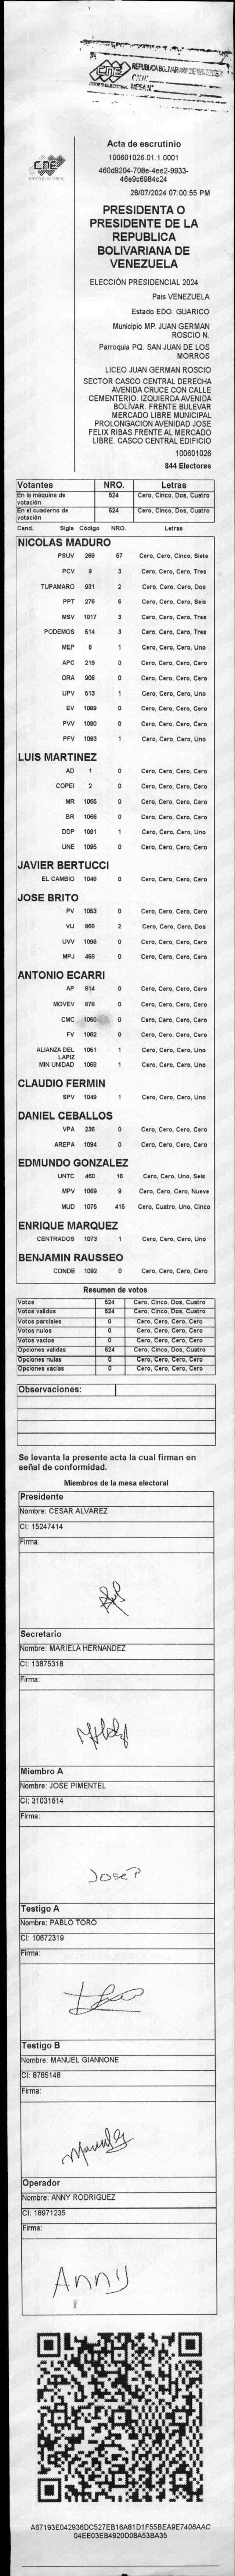 CNE
REPUBLICA BOLIVARIANA DE VENEZUELA
PODER ELECTORAL
MESA Nº
CNE
Acta de escrutinio
100601026.01.1.0001
460d9204-708e-4ee2-9933-
46e9c6984c24
28/07/2024 07:00:55 PM
PRESIDENTA O
PRESIDENTE DE LA
REPUBLICA
BOLIVARIANA DE
VENEZUELA
ELECCIÓN PRESIDENCIAL 2024
Pais VENEZUELA
Estado EDO. GUARICO
Municipio MP. JUAN GERMAN
ROSCIO N.
Parroquia PQ. SAN JUAN DE LOS
MORROS
LICEO JUAN GERMAN ROSCIO
SECTOR CASCO CENTRAL DERECHA
AVENIDA CRUCE CON CALLE
CEMENTERIO. IZQUIERDA AVENIDA
BOLÍVAR. FRENTE BULEVAR
MERCADO LIBRE MUNICIPAL
PROLONGACION AVENIDAD JOSE
FELIX RIBAS FRENTE AL MERCADO
LIBRE. CASCO CENTRAL EDIFICIO
100601026
844 Electores
Votantes NRO. Letras
En la máquina de votación 524 Cero, Cinco, Dos, Cuatro
En el cuaderno de votación 524 Cero, Cinco, Dos, Cuatro
Cand. Sigla Código NRO. Letras
NICOLAS MADURO
PSUV 269 57 Cero, Cero, Cinco, Siete
PCV 9 3 Cero, Cero, Cero, Tres
TUPAMARO 931 2 Cero, Cero, Cero, Dos
PPT 276 6 Cero, Cero, Cero, Seis
MSV 1017 3 Cero, Cero, Cero, Tres
PODEMOS 514 3 Cero, Cero, Cero, Tres
MEP 6 1 Cero, Cero, Cero, Uno
APC 219 0 Cero, Cero, Cero, Cero
ORA 906 0 Cero, Cero, Cero, Cero
UPV 513 1 Cero, Cero, Cero, Uno
EV 1089 0 Cero, Cero, Cero, Cero
PVV 1090 0 Cero, Cero, Cero, Cero
PFV 1093 1 Cero, Cero, Cero, Uno
LUIS MARTINEZ
AD 1 0 Cero, Cero, Cero, Cero
COPEI 2 0 Cero, Cero, Cero, Cero
MR 1065 0 Cero, Cero, Cero, Cero
BR 1066 0 Cero, Cero, Cero, Cero
DDP 1091 1 Cero, Cero, Cero, Uno
UNE 1095 0 Cero, Cero, Cero, Cero
JAVIER BERTUCCI
EL CAMBIO 1046 0 Cero, Cero, Cero, Cero
JOSE BRITO
PV 1053 0 Cero, Cero, Cero, Cero
VU 868 2 Cero, Cero, Cero, Dos
UVV 1096 0 Cero, Cero, Cero, Cero
MPJ 459 0 Cero, Cero, Cero, Cero
ANTONIO ECARRI
AP 814 0 Cero, Cero, Cero, Cero
MOVEV 879 0 Cero, Cero, Cero, Cero
CMC 1050 0 Cero, Cero, Cero, Cero
FV 1062 0 Cero, Cero, Cero, Cero
ALIANZA DEL LAPIZ 1051 1 Cero, Cero, Cero, Uno
MIN UNIDAD 1068 1 Cero, Cero, Cero, Uno
CLAUDIO FERMIN
SPV 1049 1 Cero, Cero, Cero, Uno
DANIEL CEBALLOS
VPA 236 0 Cero, Cero, Cero, Cero
AREPA 1094 0 Cero, Cero, Cero, Cero
EDMUNDO GONZALEZ
UNTC 460 16 Cero, Cero, Uno, Seis
MPV 1069 9 Cero, Cero, Cero, Nueve
MUD 1076 415 Cero, Cuatro, Uno, Cinco
ENRIQUE MARQUEZ
CENTRADOS 1073 1 Cero, Cero, Cero, Uno
BENJAMIN RAUSSEO
CONDE 1092 0 Cero, Cero, Cero, Cero
Resumen de votos
Votos 524 Cero, Cinco, Dos, Cuatro
Votos validos 524 Cero, Cinco, Dos, Cuatro
Votos parciales 0 Cero, Cero, Cero, Cero
Votos nulos 0 Cero, Cero, Cero, Cero
Votos vacios 0 Cero, Cero, Cero, Cero
Opciones validas 524 Cero, Cinco, Dos, Cuatro
Opciones nulas 0 Cero, Cero, Cero, Cero
Opciones vacias 0 Cero, Cero, Cero, Cero
Observaciones:
Se levanta la presente acta la cual firman en
señal de conformidad.
Miembros de la mesa electoral
Presidente
Nombre: CESAR ALVAREZ
CI: 15247414
Firma:
Secretario
Nombre: MARIELA HERNANDEZ
CI: 13875318
Firma:
Miembro A
Nombre: JOSE PIMENTEL
CI: 31031614
Firma:
Jose P
Testigo A
Nombre: PABLO TORO
CI: 10672319
Firma:
Testigo B
Nombre: MANUEL GIANNONE
CI: 8785148
Firma:
Operador
Nombre: ANNY RODRIGUEZ
CI: 18971235
Firma:
Anny
A67193E042936DC527EB16A81D1F55BEA9E7406AAC
04EE03EB4920D08A53BA35